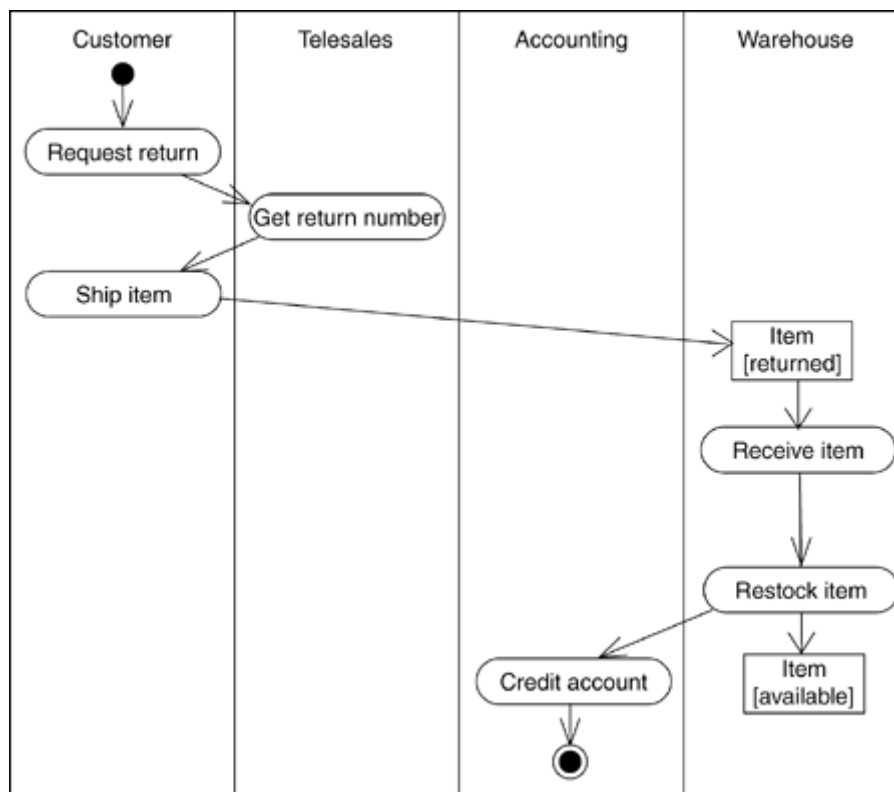 Customer
Telesales
Accounting
Warehouse
Request return
Get return number
Ship item
Item
[returned]
Receive item
Restock item
Credit account
Item
[available]